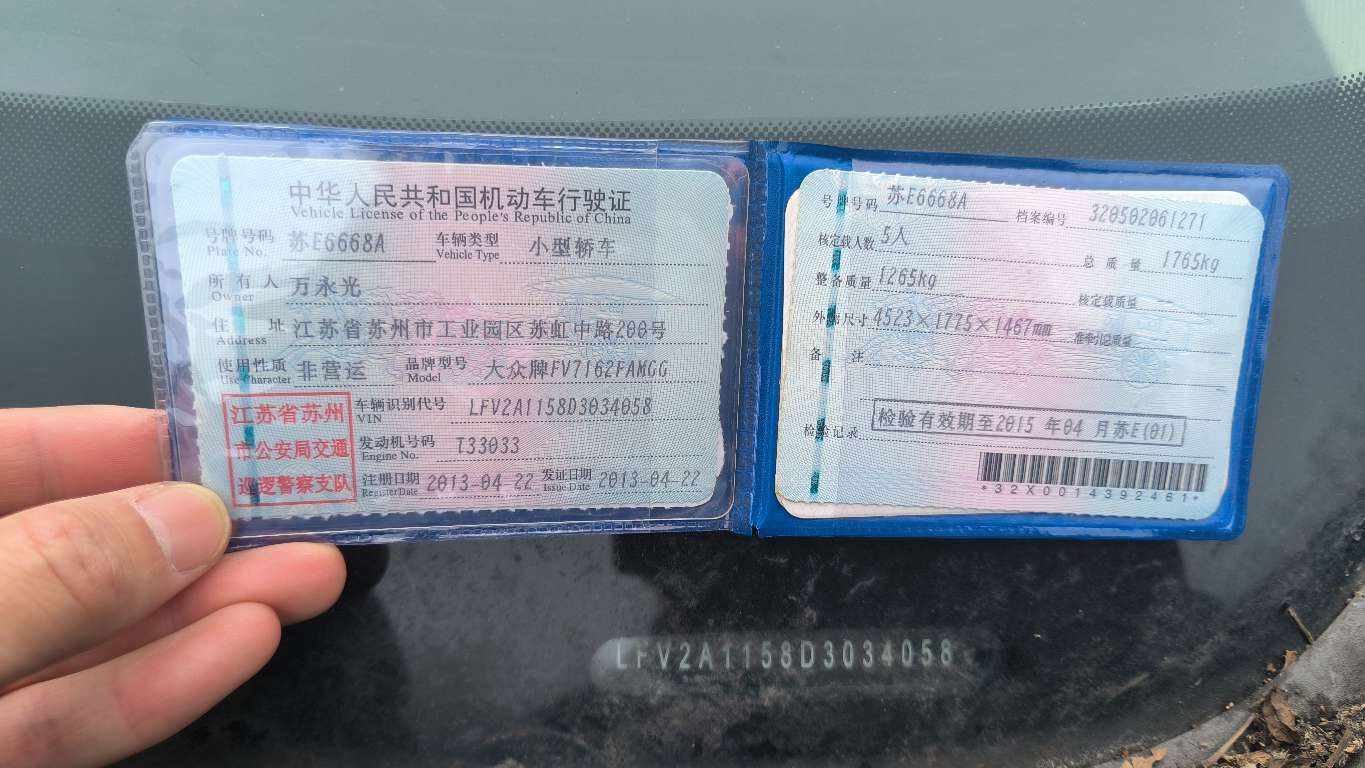 中华人民共和国机动车行驶证
Vehicle License of the People's Republic of China
号牌号码 苏E6668A 车辆类型 小型轿车
Plate No. Vehicle Type
所有人 万永光
Owner
住址 江苏省苏州市工业园区苏虹中路200号
Address
使用性质 非营运 品牌型号 大众牌FV7162FAMGG
Use Character Model
江苏省苏州
市公安局交通
巡逻警察支队
车辆识别代号 LFV2A1158D3034058
VIN
发动机号码 T33033
Engine No.
注册日期 2013-04-22 发证日期 2013-04-22
Register Date Issue Date
号牌号码 苏E6668A 档案编号 320502061271
核定载人数 5人 总质量 1765kg
整备质量 1265kg 核定载质量 —
外廓尺寸 4523×1775×1467mm 准牵引总质量 —
备注
检验记录 检验有效期至2015 年04 月苏E(01)
*32X0014392461*
LFV2A1158D3034058